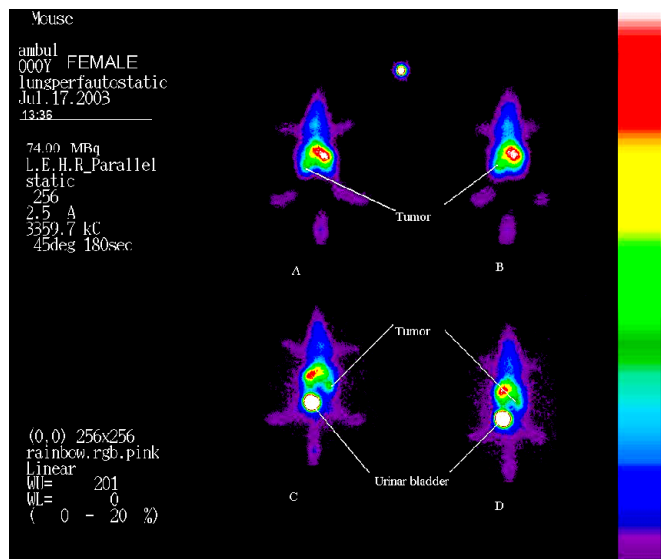 Mouse
ambul
000Y FEMALE
lungperfautostatic
Jul.17.2003
13:36
74.00 MBq
L.E.H.R_Parallel
static
256
2.5 A
3359.7 kC
45deg 180sec
Tumor
A
B
Tumor
Urinar bladder
C
D
(0,0) 256x256
rainbow.rgb.pink
Linear
WU= 201
WL= 0
( 0 - 20 %)